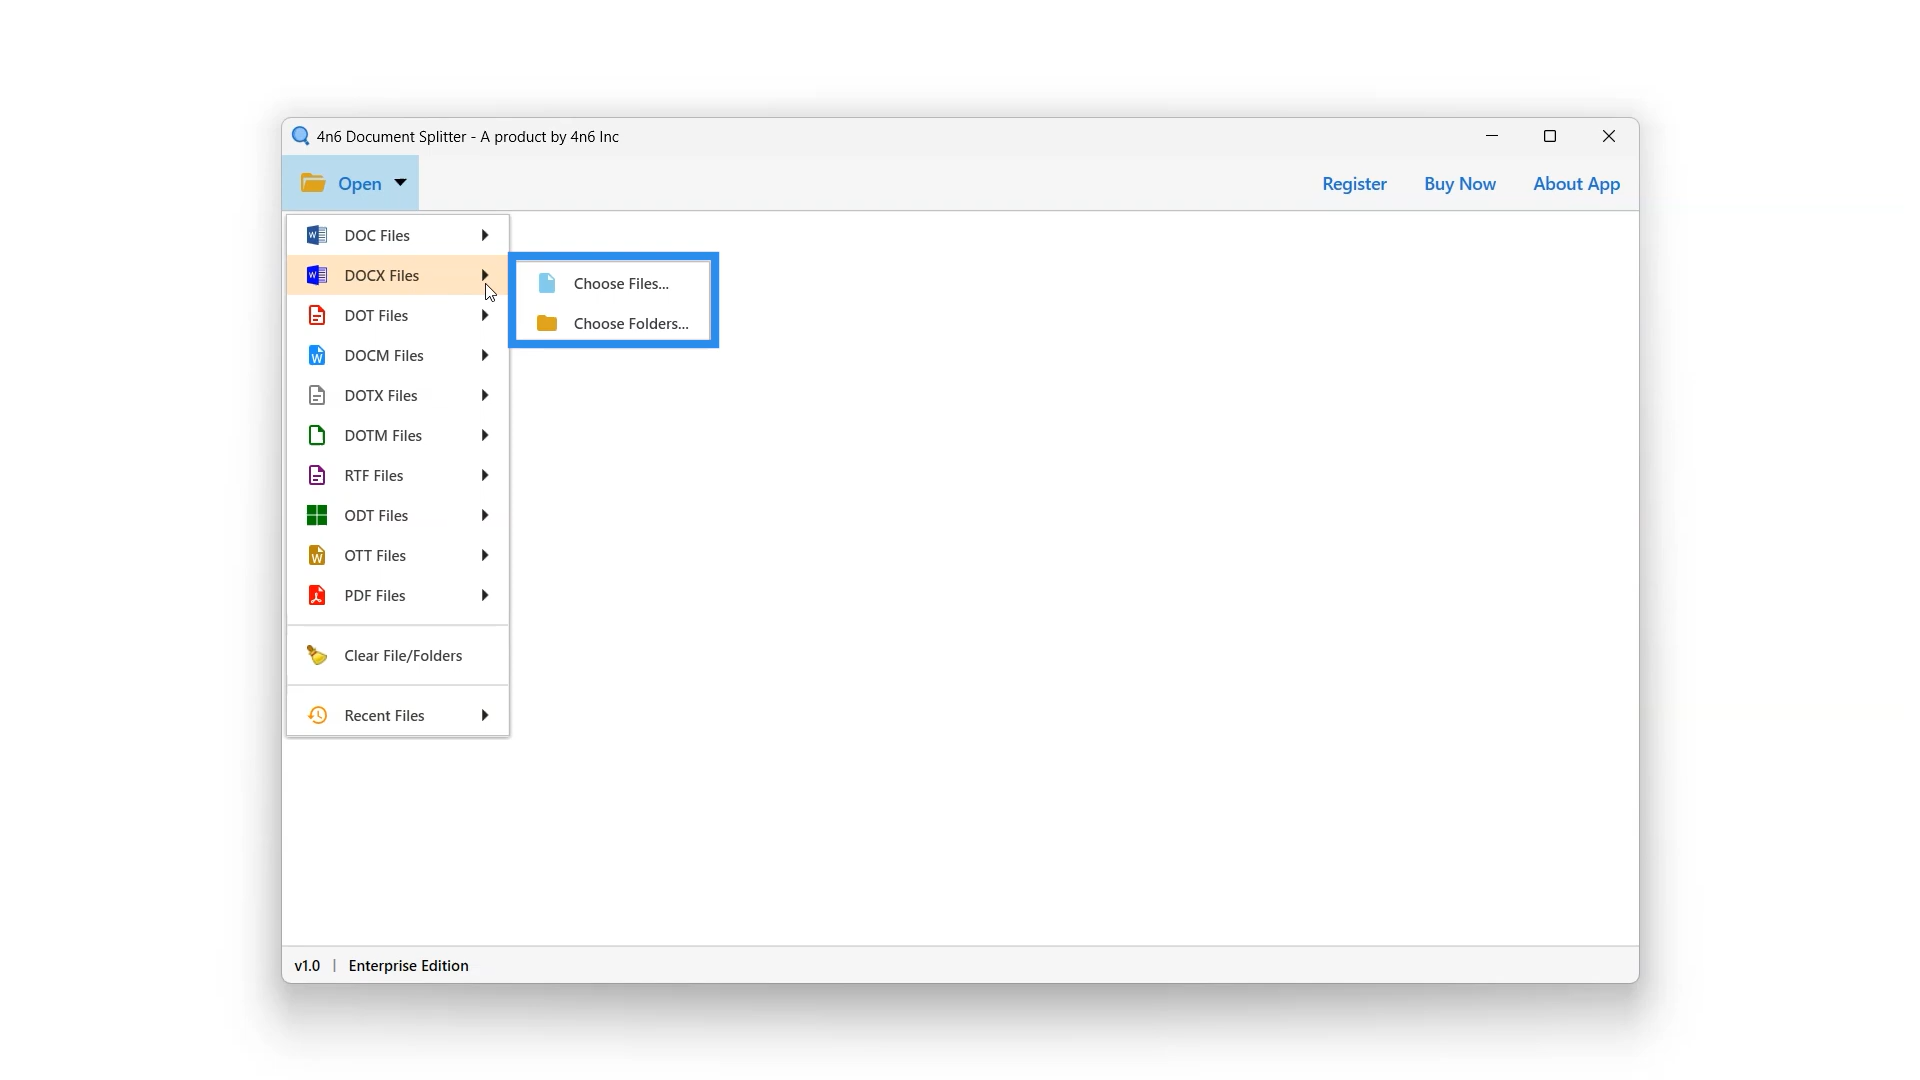 4n6 Document Splitter - A product by 4n6 Inc
Open
Register
Buy Now
About App
DOC Files
DOCX Files
Choose Files...
DOT Files
Choose Folders...
DOCM Files
DOTX Files
DOTM Files
RTF Files
ODT Files
OTT Files
PDF Files
Clear File/Folders
Recent Files
v1.0 | Enterprise Edition